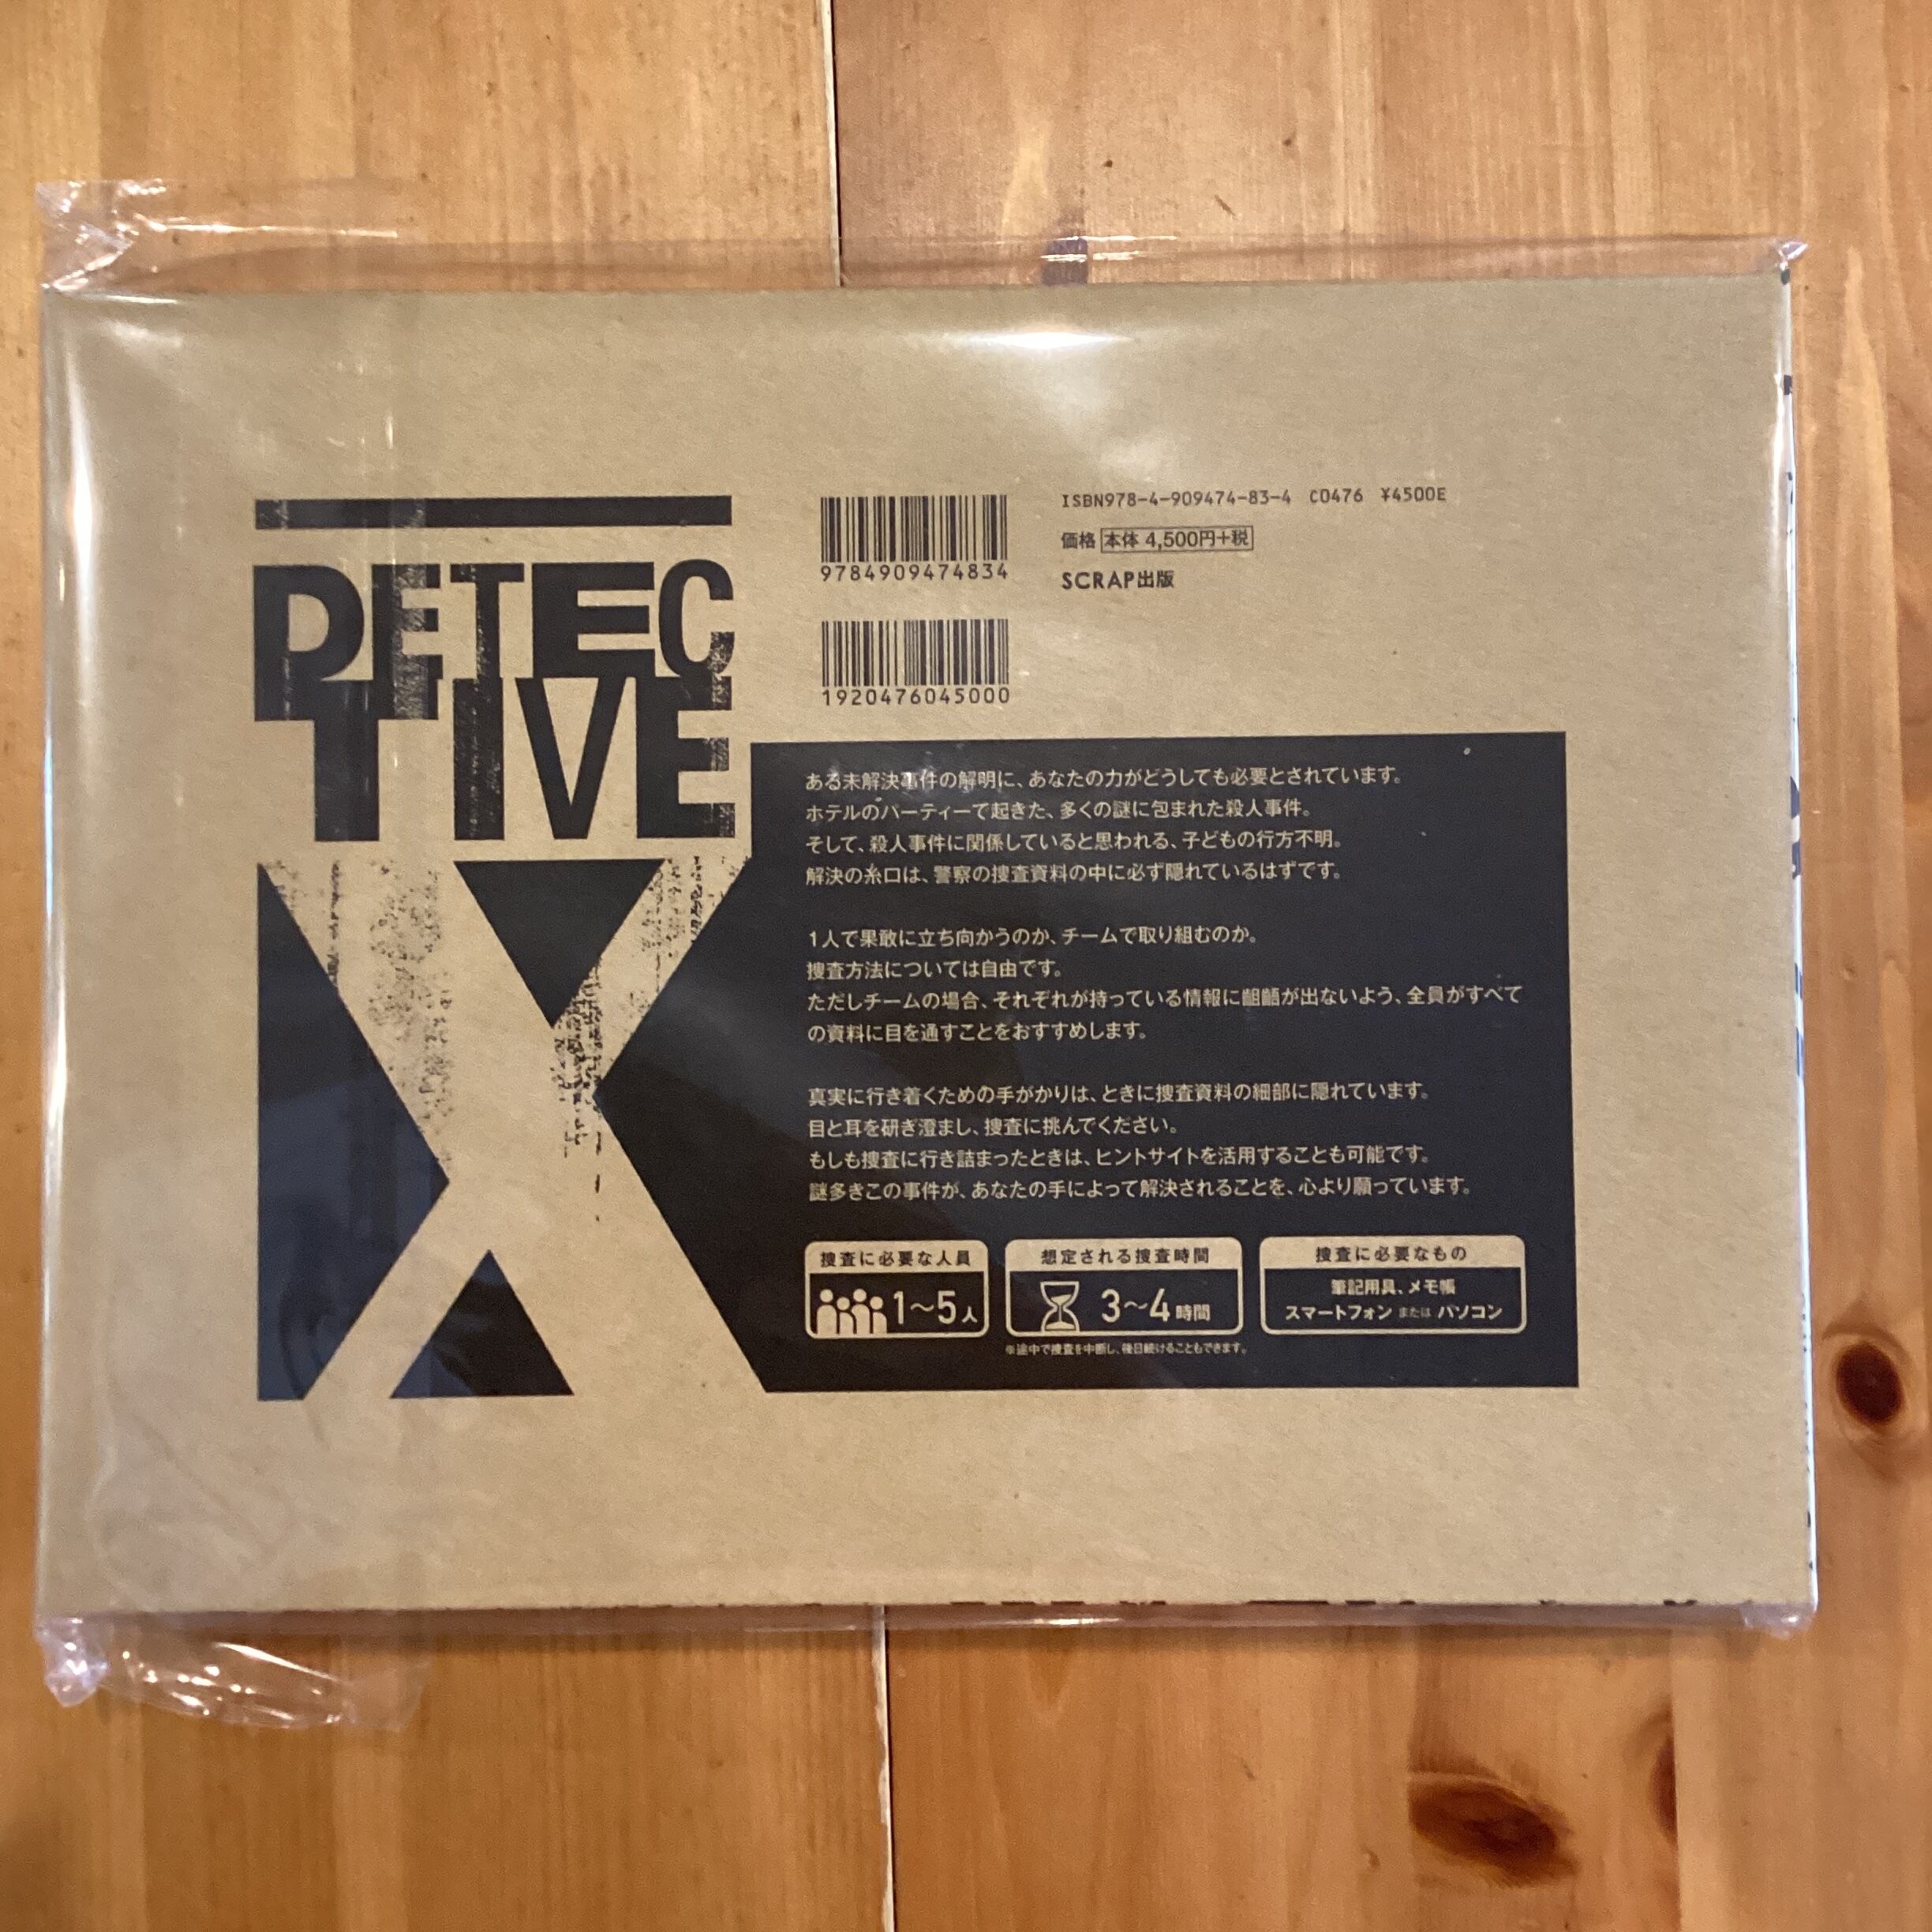 DETEC
TIVE
X
9784909474834
1920476045000
ISBN978-4-909474-83-4 C0476 ¥4500E
価格 本体 4,500円+税
SCRAP出版
ある未解決事件の解明に、あなたの力がどうしても必要とされています。
ホテルのパーティーで起きた、多くの謎に包まれた殺人事件。
そして、殺人事件に関係していると思われる、子どもの行方不明。
解決の糸口は、警察の捜査資料の中に必ず隠れているはずです。
1人で果敢に立ち向かうのか、チームで取り組むのか。
捜査方法については自由です。
ただしチームの場合、それぞれが持っている情報に齟齬が出ないよう、全員がすべて
の資料に目を通すことをおすすめします。
真実に行き着くための手がかりは、ときに捜査資料の細部に隠れています。
目と耳を研ぎ澄まし、捜査に挑んでください。
もしも捜査に行き詰まったときは、ヒントサイトを活用することも可能です。
謎多きこの事件が、あなたの手によって解決されることを、心より願っています。
捜査に必要な人員
1〜5人
想定される捜査時間
3〜4時間
※途中で捜査を中断し、後日続けることもできます。
捜査に必要なもの
筆記用具、メモ帳
スマートフォン または パソコン